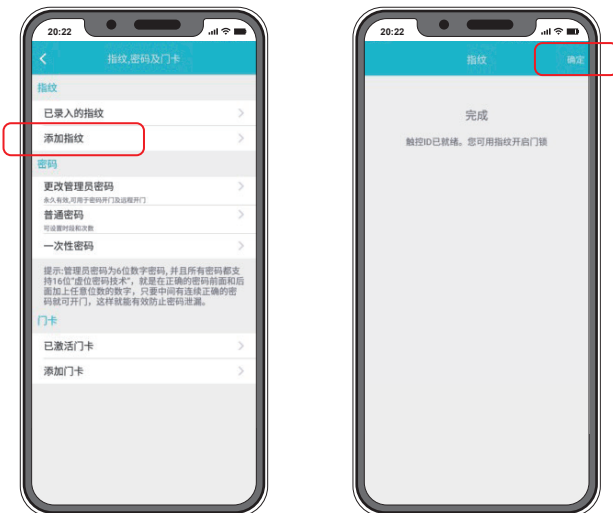 20:22
指纹,密码及门卡
指纹
已录入的指纹
添加指纹
密码
更改管理员密码
永久有效,可用于密码开门及远程开门
普通密码
可设置时段和次数
一次性密码
提示:管理员密码为6位数字密码, 并且所有密码都支
持16位“虚位密码技术”，就是在正确的密码前面和后
面加上任意位数的数字，只要中间有连续正确的密
码就可开门，这样就能有效防止密码泄漏。
门卡
已激活门卡
添加门卡
20:22
指纹
确定
完成
触控ID已就绪。您可用指纹开启门锁